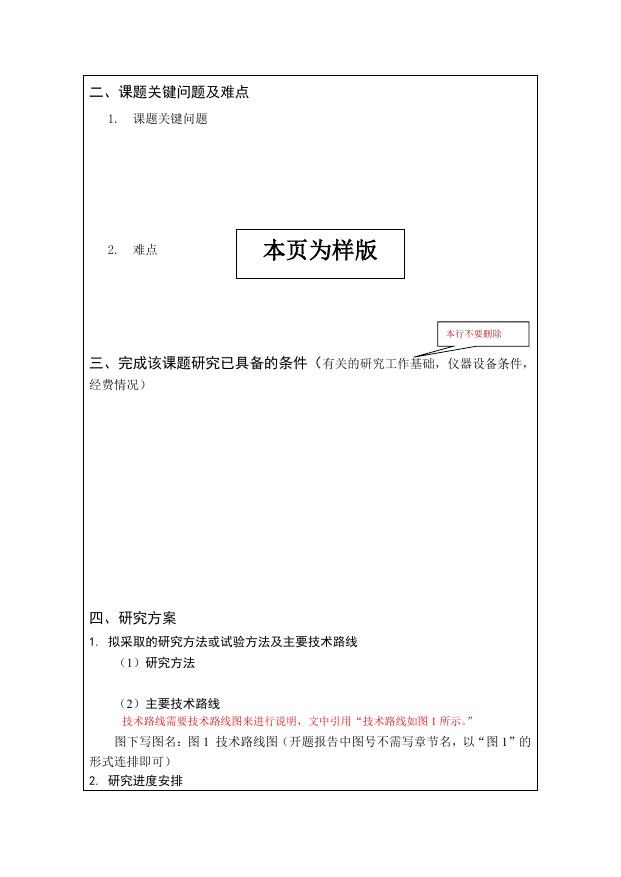 二、课题关键问题及难点
1. 课题关键问题
2. 难点
本页为样版
本行不要删除
三、完成该课题研究已具备的条件（有关的研究工作基础，仪器设备条件，
经费情况）
四、研究方案
1. 拟采取的研究方法或试验方法及主要技术路线
（1）研究方法
（2）主要技术路线
技术路线需要技术路线图来进行说明，文中引用“技术路线如图 1 所示。”
图下写图名：图 1 技术路线图（开题报告中图号不需写章节名，以“图 1”的
形式连排即可）
2. 研究进度安排